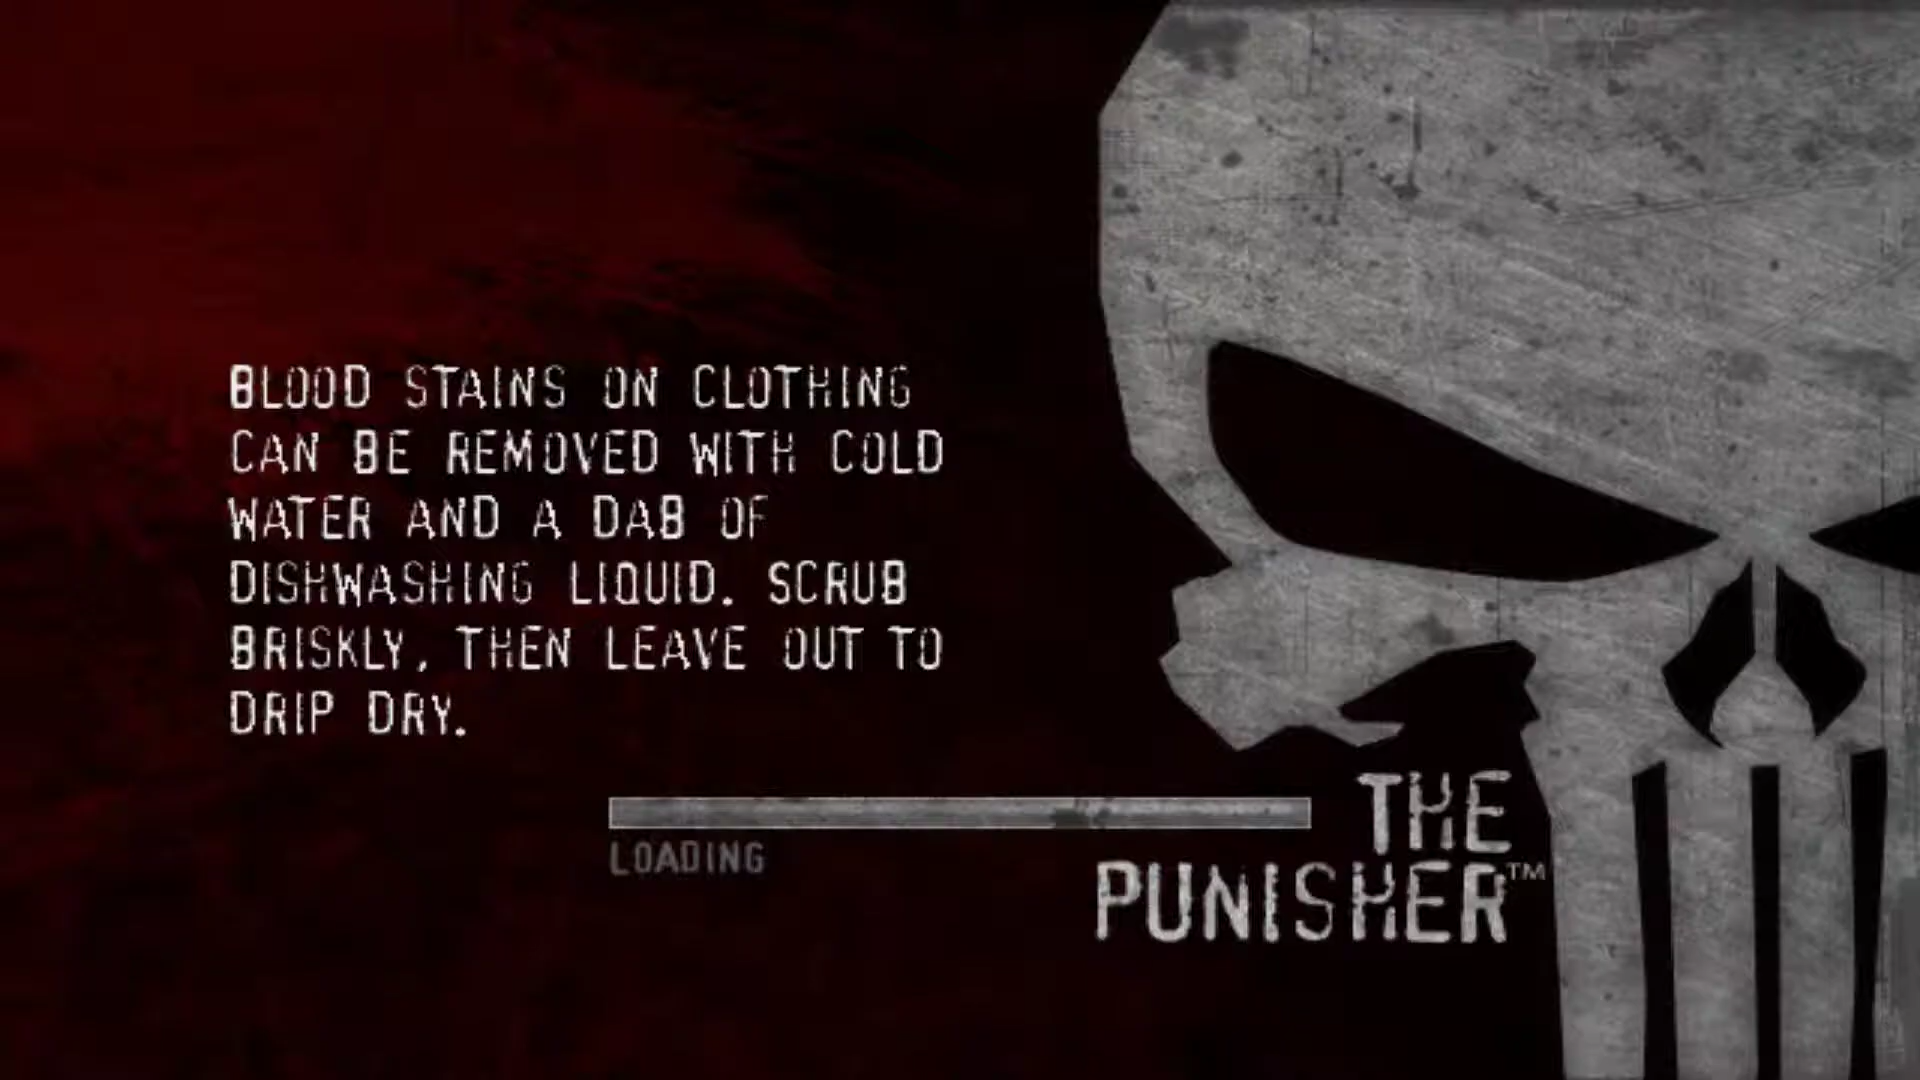 BLOOD STAINS ON CLOTHING
CAN BE REMOVED WITH COLD
WATER AND A DAB OF
DISHWASHING LIQUID. SCRUB
BRISKLY, THEN LEAVE OUT TO
DRIP DRY.
LOADING
THE
PUNISHER™